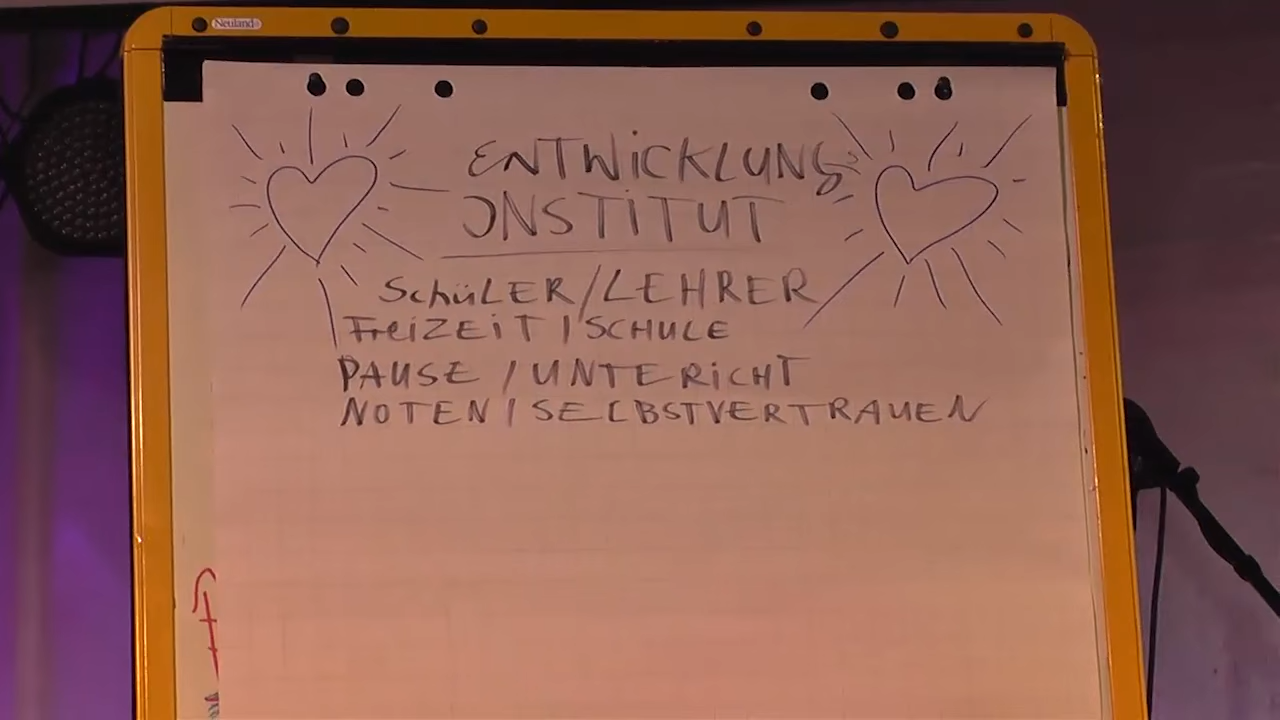 Neuland
ENTWICKLUNGS
INSTITUT
SCHÜLER/LEHRER
FREIZEIT / SCHULE
PAUSE / UNTERICHT
NOTEN / SELBSTVERTRAUEN